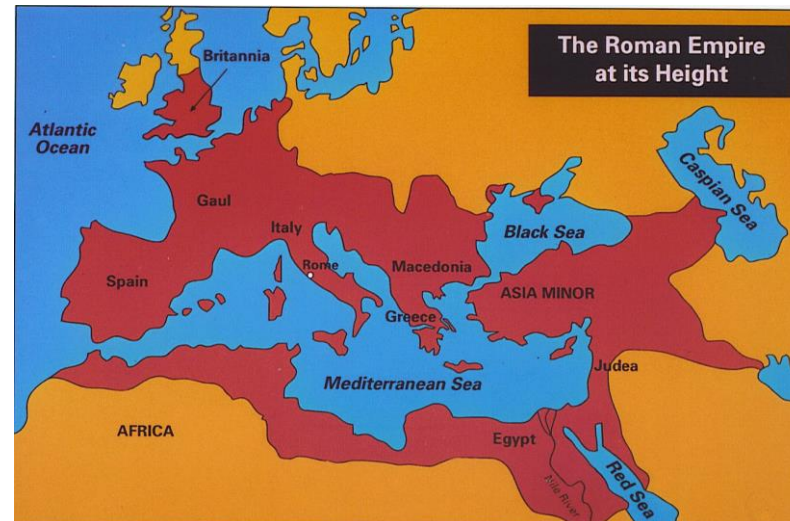 The Roman Empire
at its Height
Britannia
Atlantic
Ocean
Caspian Sea
Gaul
Italy
Black Sea
Rome
Macedonia
Spain
ASIA MINOR
Greece
Judea
Mediterranean Sea
AFRICA
Egypt
Nile River
Red Sea